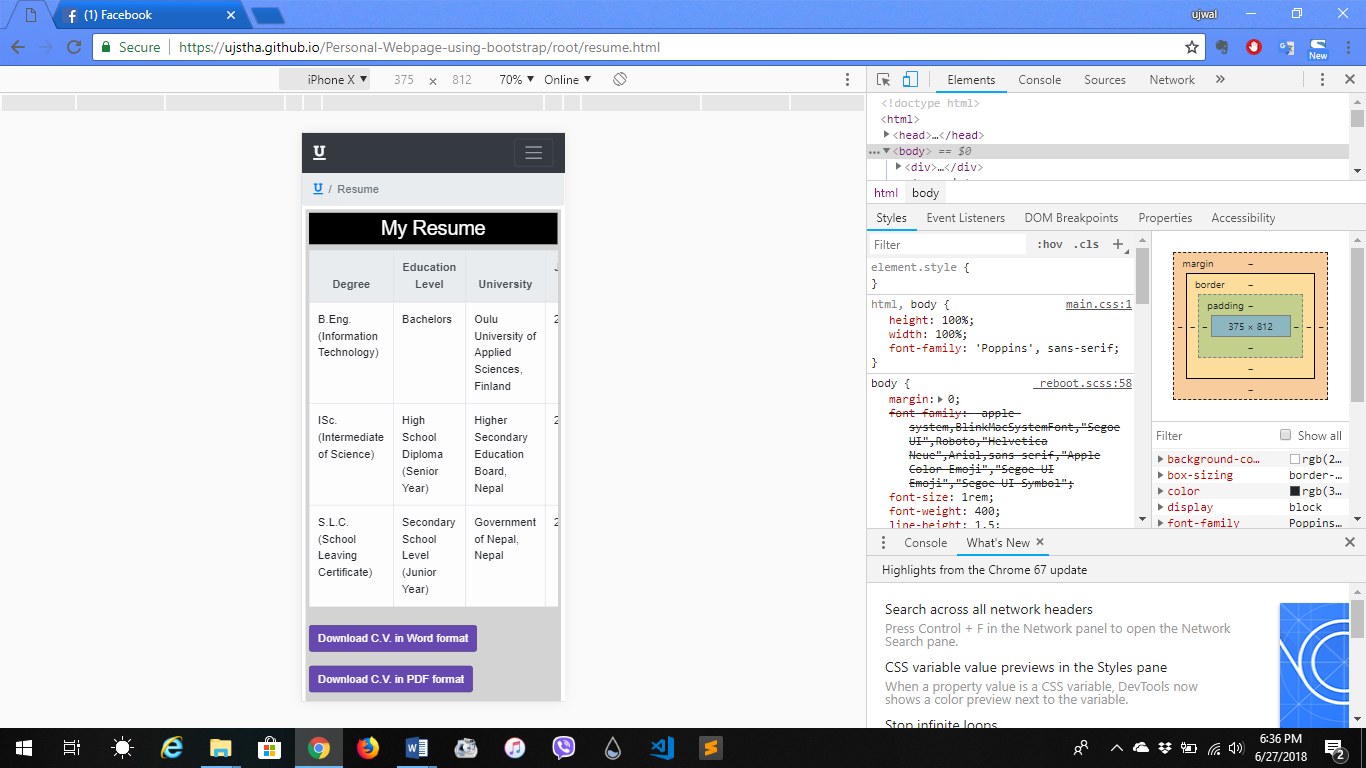 (1) Facebook
ujwal
Secure https://ujstha.github.io/Personal-Webpage-using-bootstrap/root/resume.html
New
iPhone X 375 × 812 70% Online
Elements Console Sources Network »
<!doctype html>
<html>
<head>…</head>
<body> == $0
<div>…</div>
html body
Styles Event Listeners DOM Breakpoints Properties Accessibility
Filter :hov .cls +
element.style {
}
html, body { main.css:1
height: 100%;
width: 100%;
font-family: 'Poppins', sans-serif;
}
body { _reboot.scss:58
margin: 0;
font-family: -apple-
system,BlinkMacSystemFont,"Segoe
UI",Roboto,"Helvetica
Neue",Arial,sans-serif,"Apple
Color Emoji","Segoe UI
Emoji","Segoe UI Symbol";
font-size: 1rem;
font-weight: 400;
line-height: 1.5;
margin –
border –
padding –
375 × 812
Filter Show all
background-co… rgb(2…
box-sizing border-…
color rgb(3…
display block
font-family Poppins…
U
U / Resume
My Resume
Degree Education Level University
B.Eng. (Information Technology) Bachelors Oulu University of Applied Sciences, Finland 2
ISc. (Intermediate of Science) High School Diploma (Senior Year) Higher Secondary Education Board, Nepal 2
S.L.C. (School Leaving Certificate) Secondary School Level (Junior Year) Government of Nepal, Nepal 2
Download C.V. in Word format
Download C.V. in PDF format
Console What's New
Highlights from the Chrome 67 update
Search across all network headers
Press Control + F in the Network panel to open the Network
Search pane.
CSS variable value previews in the Styles pane
When a property value is a CSS variable, DevTools now
shows a color preview next to the variable.
Stop infinite loops
6:36 PM
6/27/2018
2